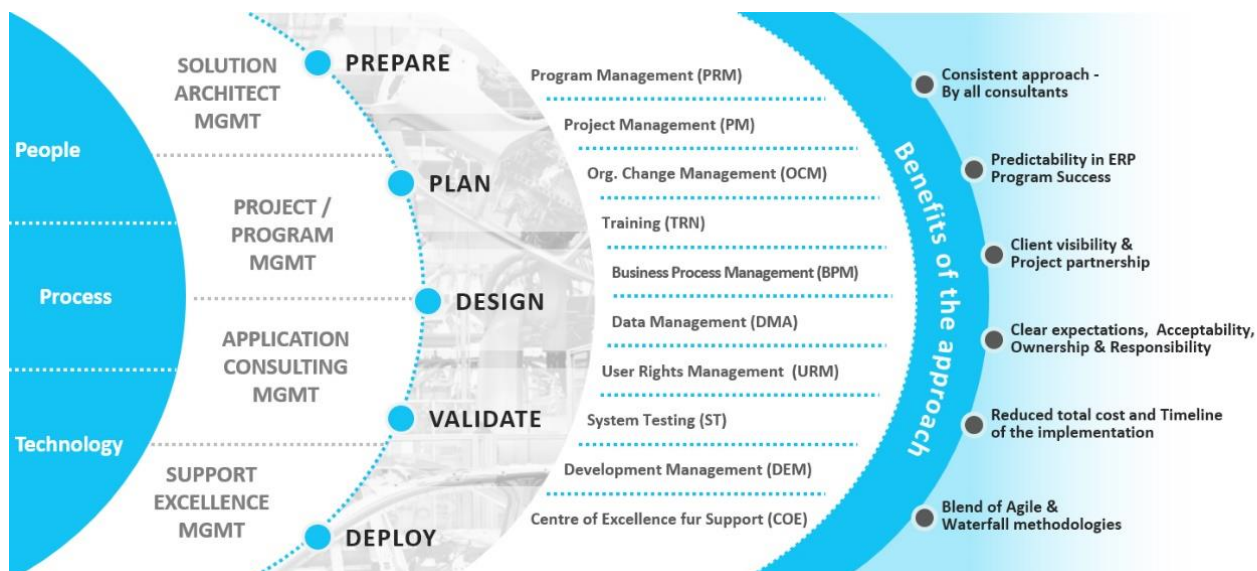 People
Process
Technology
SOLUTION
ARCHITECT
MGMT
PROJECT /
PROGRAM
MGMT
APPLICATION
CONSULTING
MGMT
SUPPORT
EXCELLENCE
MGMT
PREPARE
PLAN
DESIGN
VALIDATE
DEPLOY
Program Management (PRM)
Project Management (PM)
Org. Change Management (OCM)
Training (TRN)
Business Process Management (BPM)
Data Management (DMA)
User Rights Management (URM)
System Testing (ST)
Development Management (DEM)
Centre of Excellence fur Support (COE)
Benefits of the approach
Consistent approach -
By all consultants
Predictability in ERP
Program Success
Client visibility &
Project partnership
Clear expectations, Acceptability,
Ownership & Responsibility
Reduced total cost and Timeline
of the implementation
Blend of Agile &
Waterfall methodologies